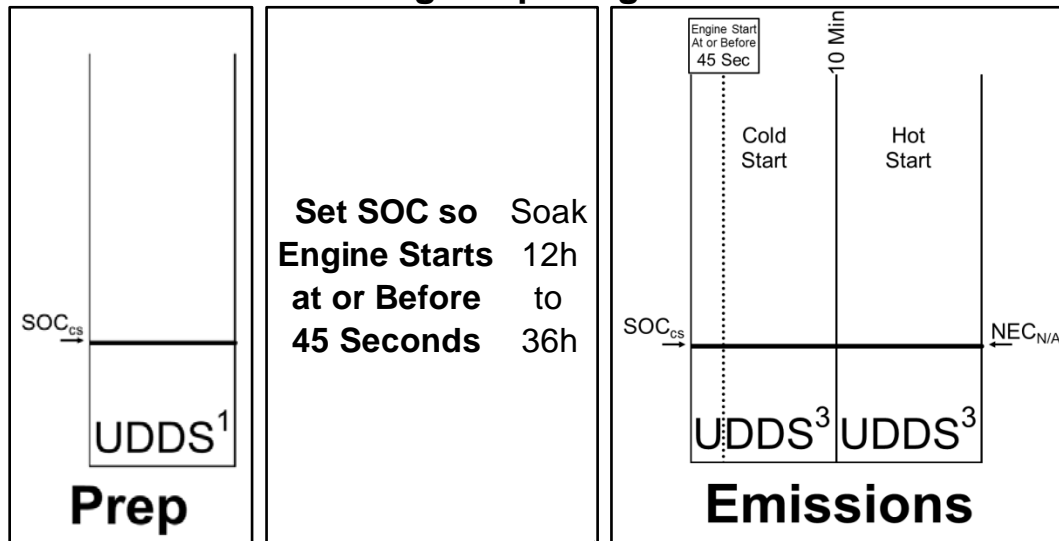 SOCcs
UDDS1
Prep
Set SOC so
Engine Starts
at or Before
45 Seconds
Soak
12h
to
36h
Engine Start
At or Before
45 Sec
10 Min
Cold
Start
Hot
Start
SOCcs
NECN/A
UDDS3
UDDS3
Emissions